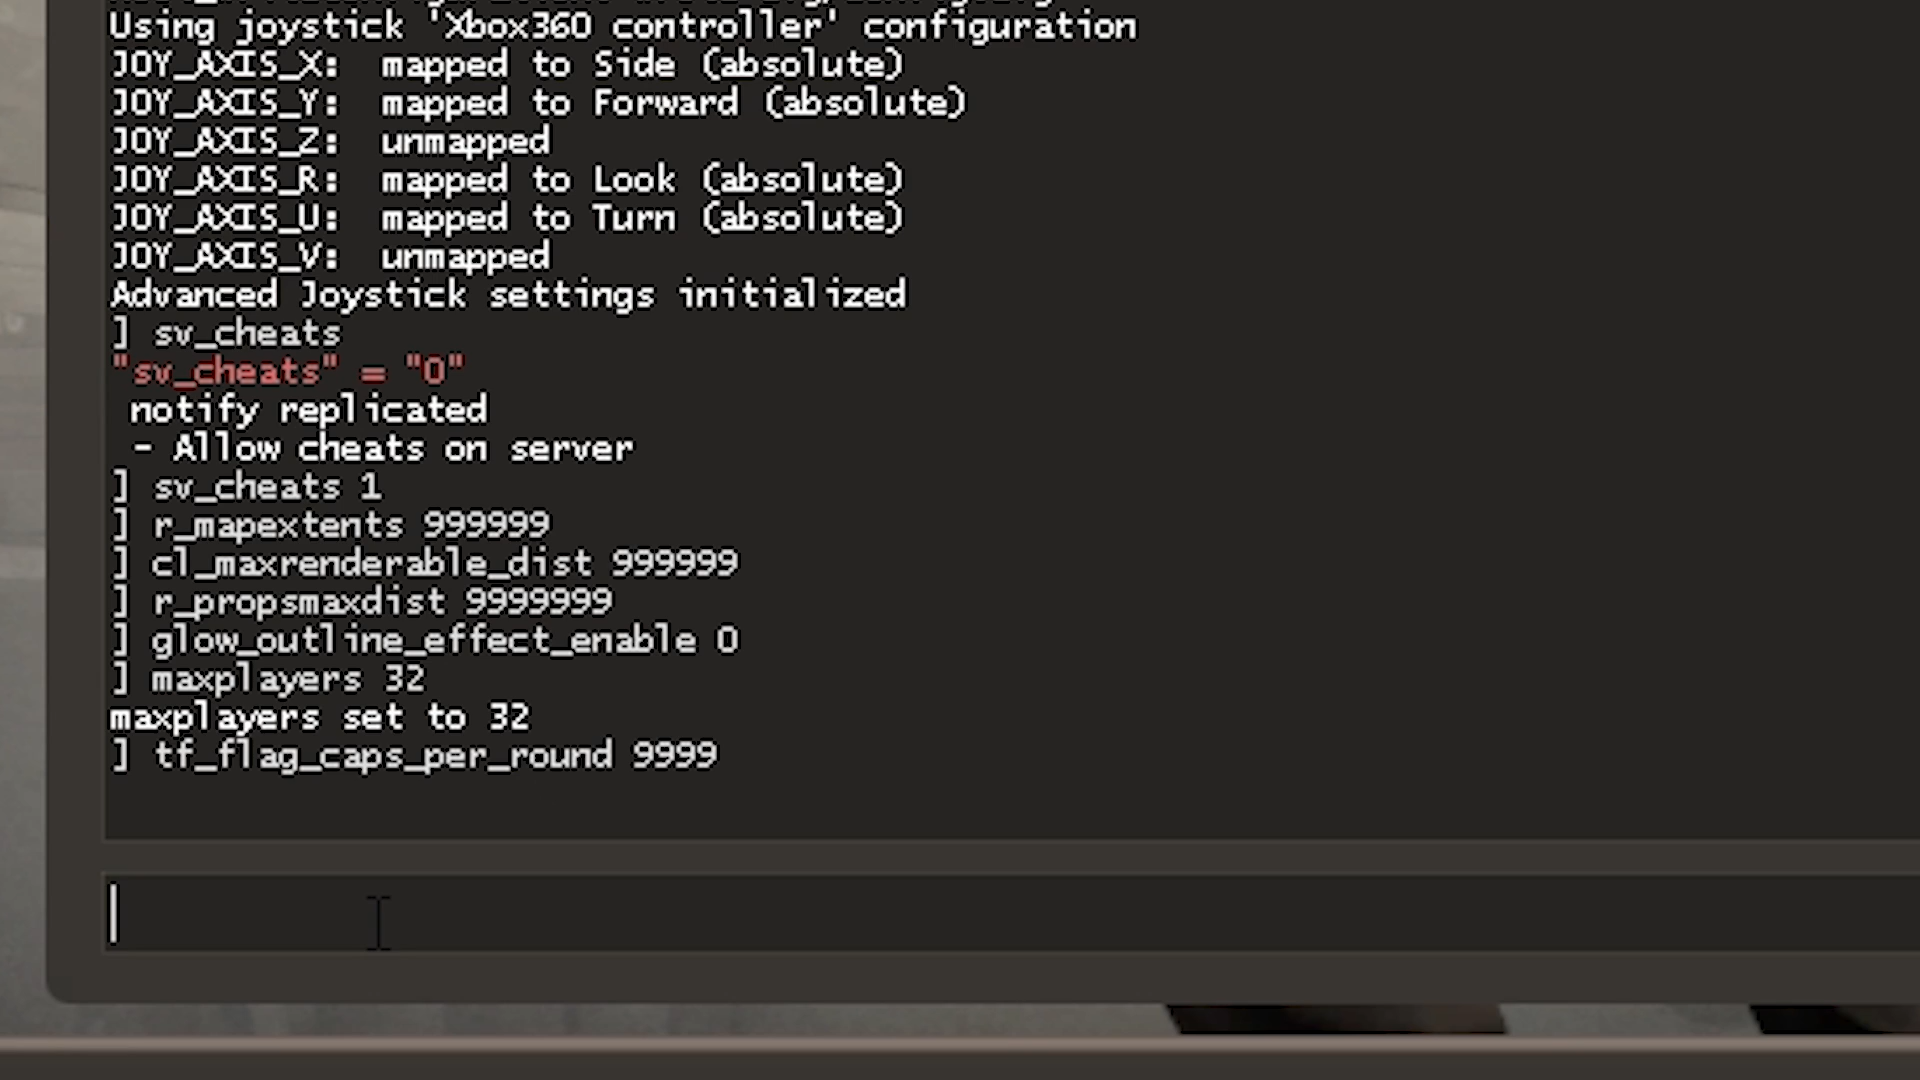 Using joystick 'Xbox360 controller' configuration
JOY_AXIS_X:  mapped to Side (absolute)
JOY_AXIS_Y:  mapped to Forward (absolute)
JOY_AXIS_Z:  unmapped
JOY_AXIS_R:  mapped to Look (absolute)
JOY_AXIS_U:  mapped to Turn (absolute)
JOY_AXIS_V:  unmapped
Advanced Joystick settings initialized
] sv_cheats
"sv_cheats" = "0"
notify replicated
- Allow cheats on server
] sv_cheats 1
] r_mapextents 999999
] cl_maxrenderable_dist 999999
] r_propsmaxdist 9999999
] glow_outline_effect_enable 0
] maxplayers 32
maxplayers set to 32
] tf_flag_caps_per_round 9999